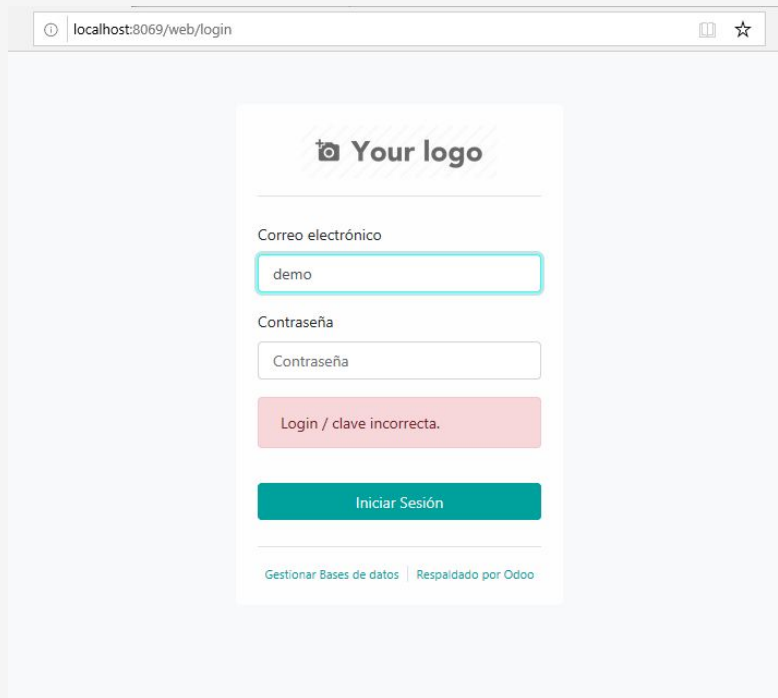 localhost:8069/web/login
Your logo
Correo electrónico
demo
Contraseña
Contraseña
Login / clave incorrecta.
Iniciar Sesión
Gestionar Bases de datos | Respaldado por Odoo